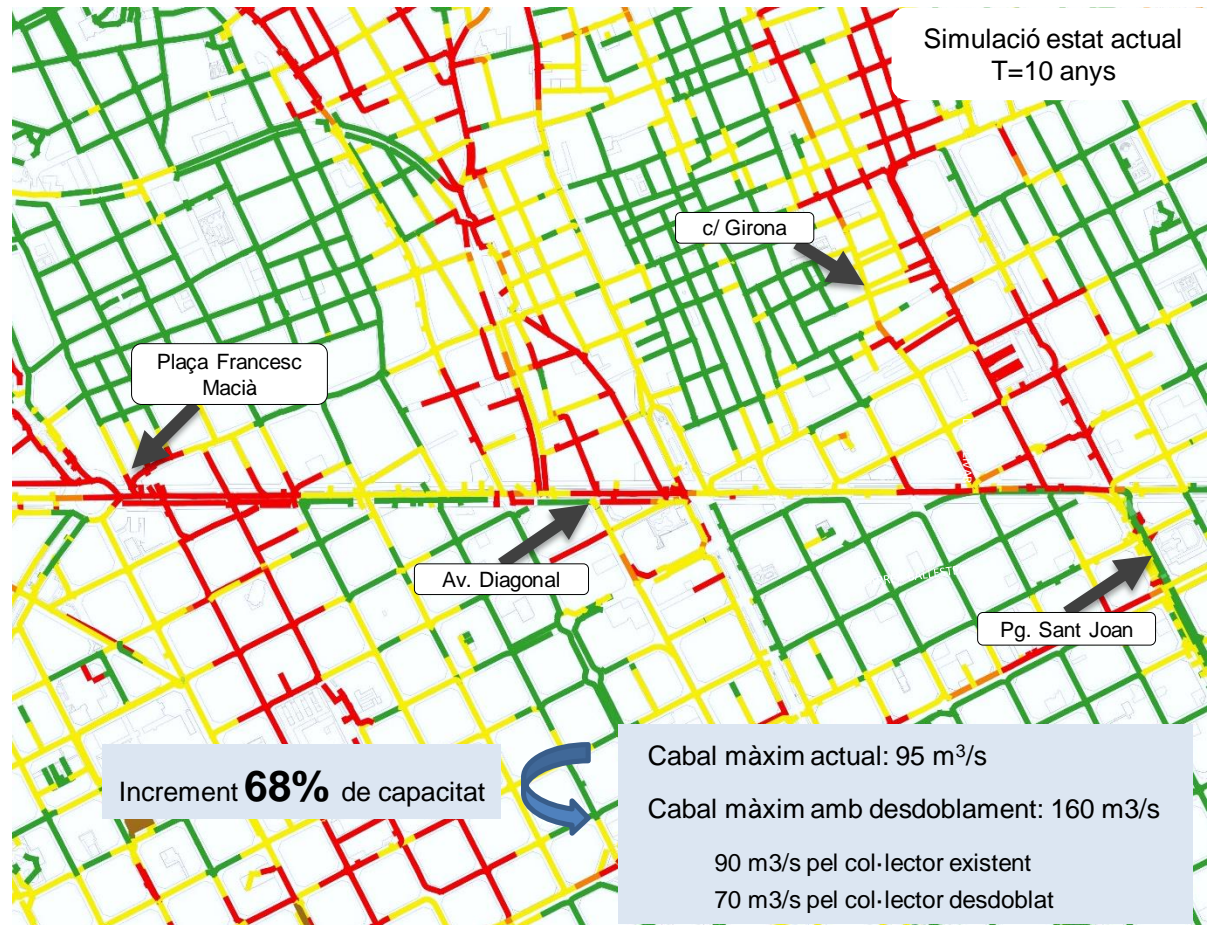 Simulació estat actual
T=10 anys
c/ Girona
Plaça Francesc
Macià
Av. Diagonal
Pg. Sant Joan
Increment 68% de capacitat
Cabal màxim actual: 95 m³/s
Cabal màxim amb desdoblament: 160 m3/s
90 m3/s pel col·lector existent
70 m3/s pel col·lector desdoblat